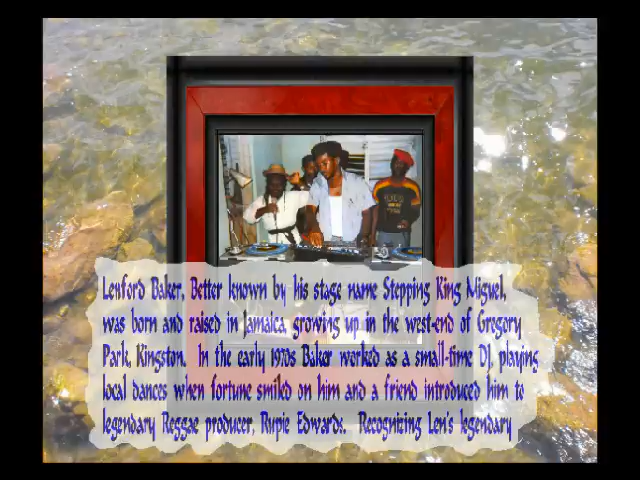 Lenford Baker, Better known by his stage name Stepping King Miguel,
was born and raised in Jamaica, growing up in the west-end of Gregory
Park, Kingston. In the early 1970s Baker worked as a small-time DJ, playing
local dances when fortune smiled on him and a friend introduced him to
legendary Reggae producer, Rupie Edwards. Recognizing Len's legendary